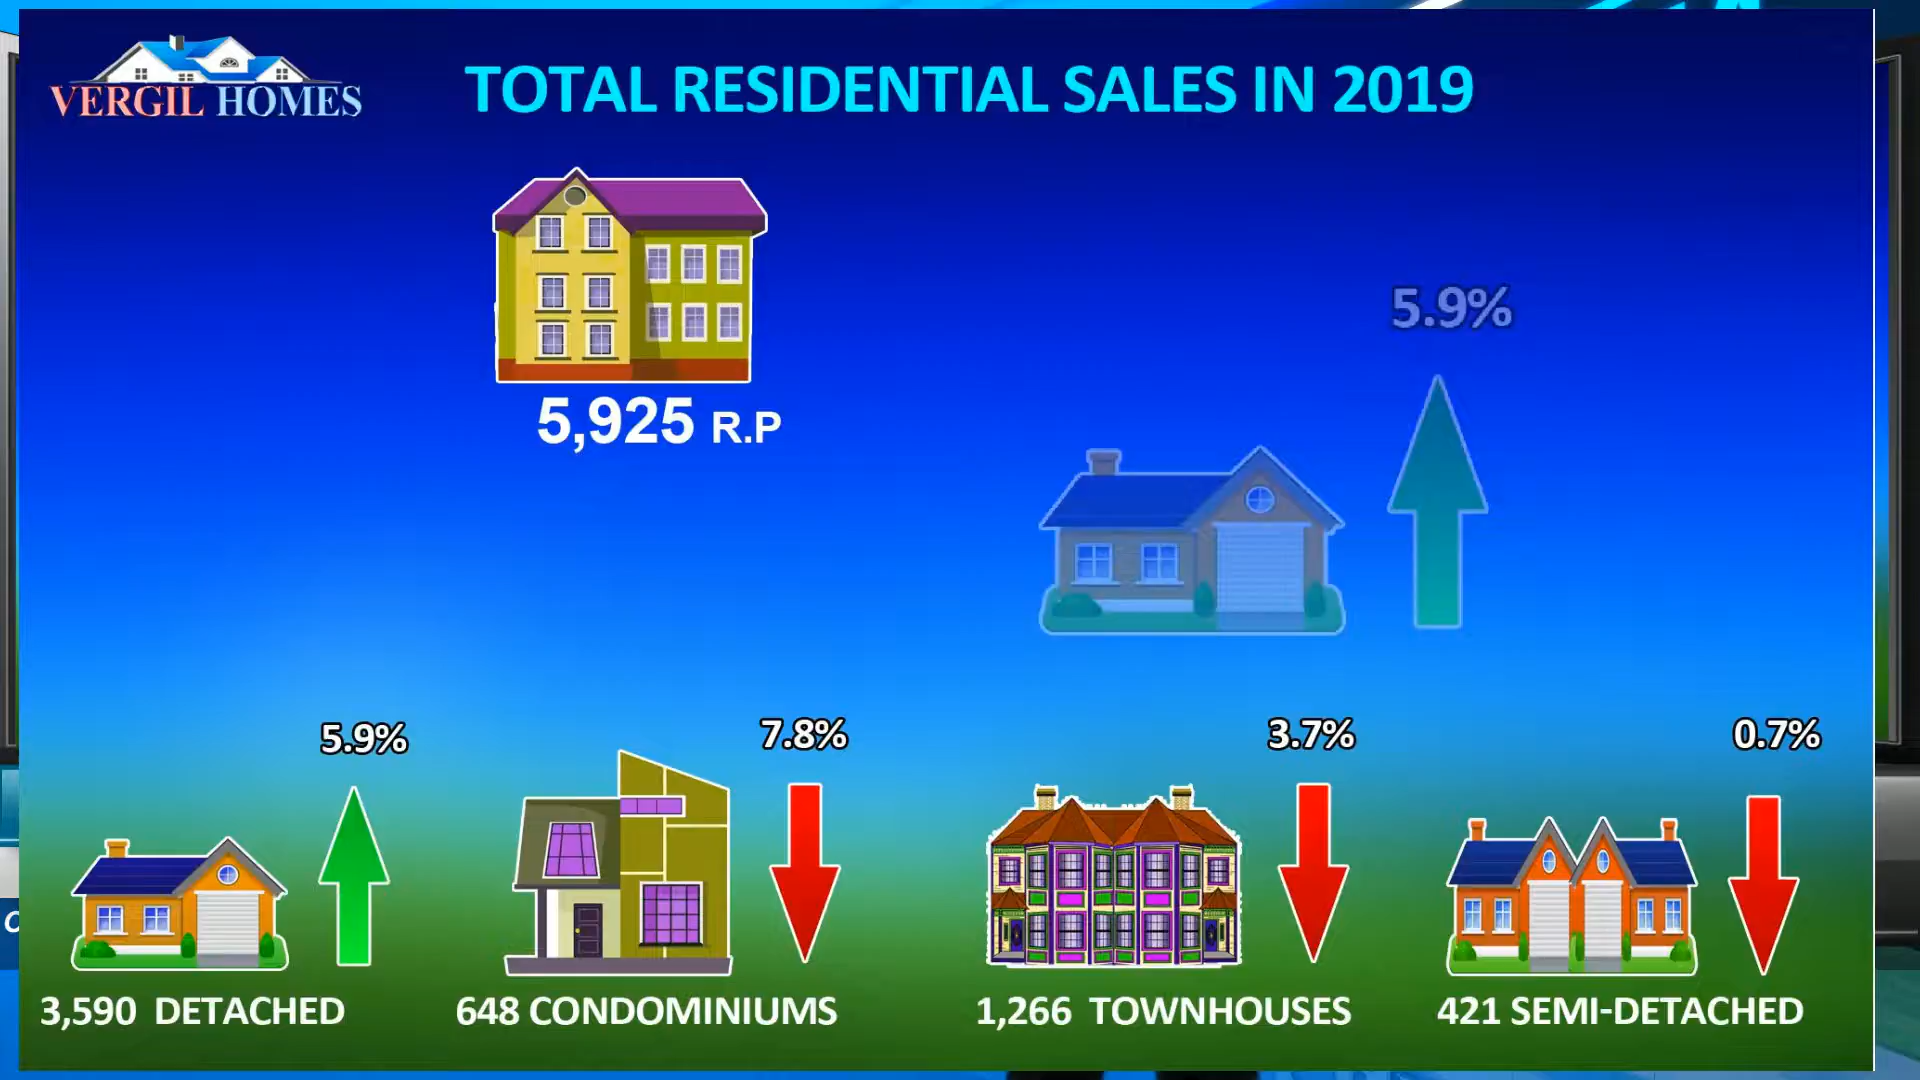 VERGIL HOMES
TOTAL RESIDENTIAL SALES IN 2019
5,925 R.P
5.9%
5.9%
7.8%
3.7%
0.7%
3,590 DETACHED
648 CONDOMINIUMS
1,266 TOWNHOUSES
421 SEMI-DETACHED